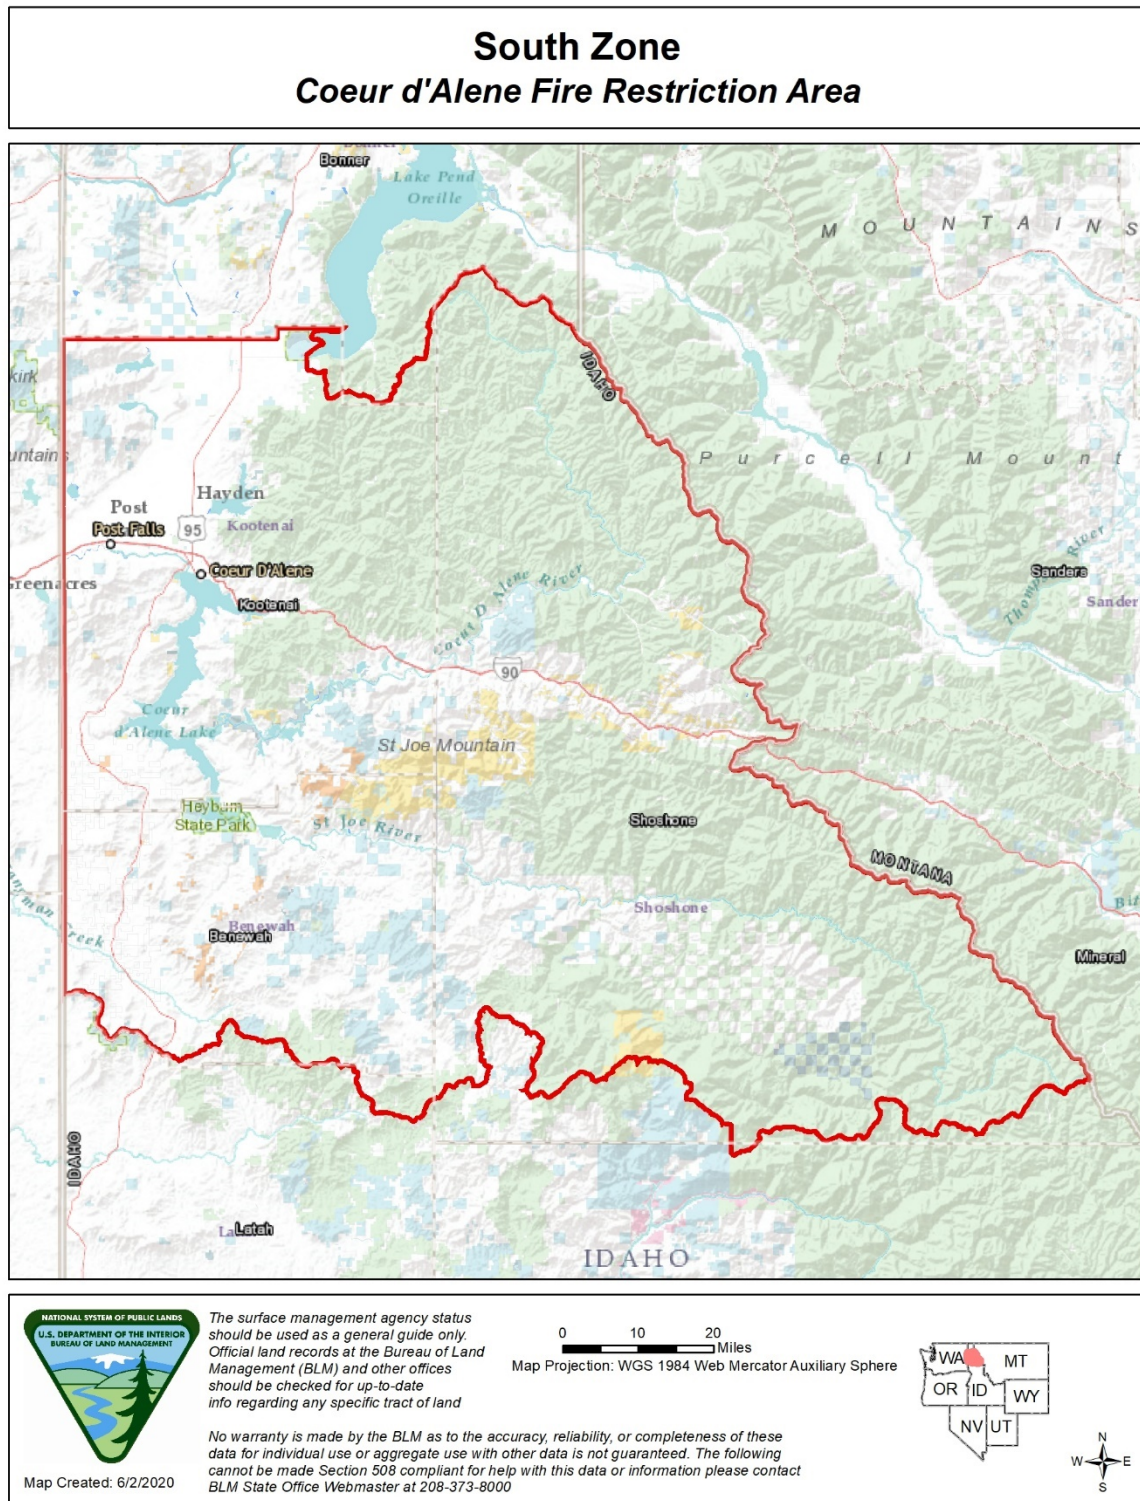 South Zone
Coeur d'Alene Fire Restriction Area
Bonner
Lake Pend
Oreille
MOUNTAINS
IDAHO
kirk
untains
Purcell Mount
Hayden
Post
Post Falls
95
Kootenai
Coeur D'Alene
Greenacres
Kootenai
Coeur D Alene River
Thomp River
Sanders
Sander
90
Coeur
d'Alene Lake
St Joe Mountain
Heyburn
State Park
St Joe River
Shoshone
MONTANA
Shoshone
Bit
Creek
Benewah
Benewah
Mineral
IDAHO
La
Latah
IDAHO
NATIONAL SYSTEM OF PUBLIC LANDS
U.S. DEPARTMENT OF THE INTERIOR
BUREAU OF LAND MANAGEMENT
Map Created: 6/2/2020
The surface management agency status
should be used as a general guide only.
Official land records at the Bureau of Land
Management (BLM) and other offices
should be checked for up-to-date
info regarding any specific tract of land
No warranty is made by the BLM as to the accuracy, reliability, or completeness of these
data for individual use or aggregate use with other data is not guaranteed. The following
cannot be made Section 508 compliant for help with this data or information please contact
BLM State Office Webmaster at 208-373-8000
0 10 20
Miles
Map Projection: WGS 1984 Web Mercator Auxiliary Sphere
WA MT
OR ID WY
NV UT
N
W E
S